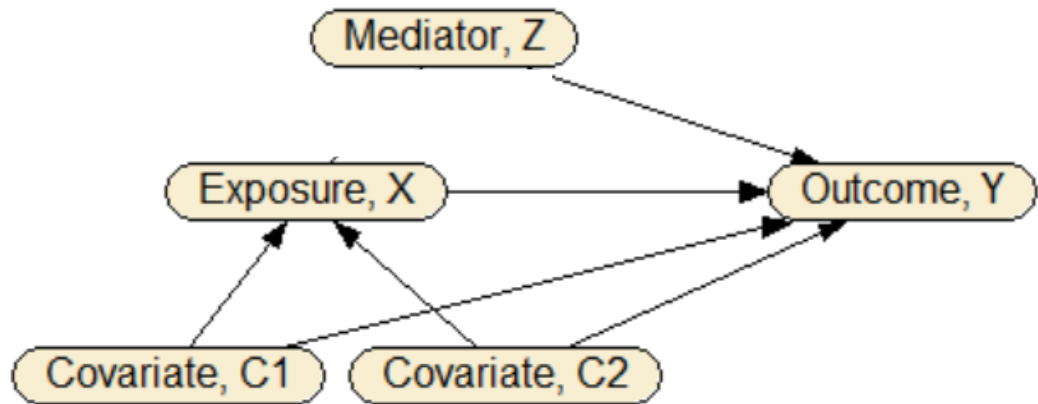 Mediator, Z
Exposure, X
Outcome, Y
Covariate, C1
Covariate, C2